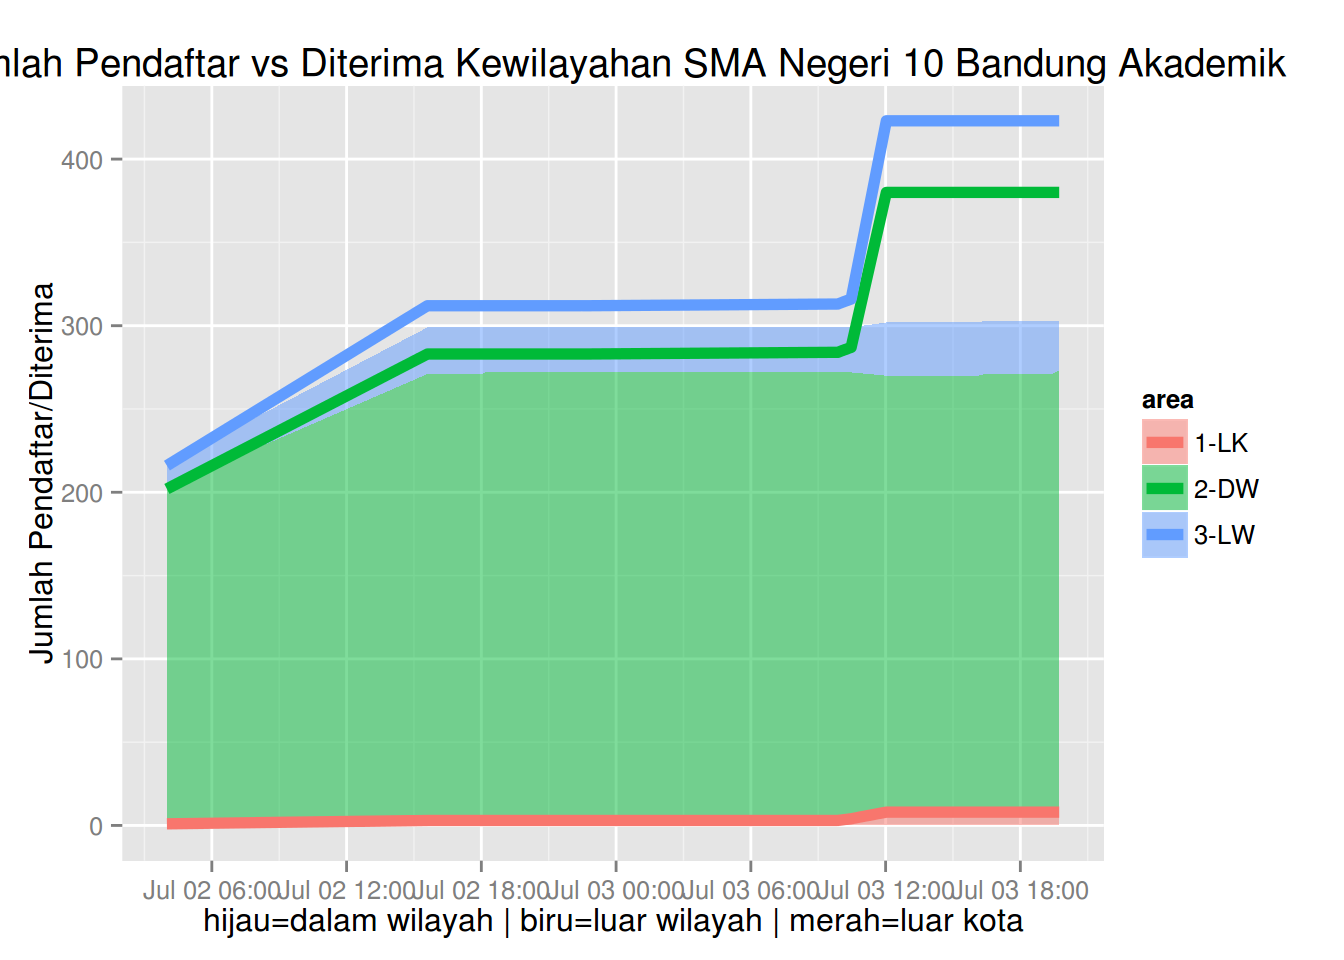 mlah Pendaftar vs Diterima Kewilayahan SMA Negeri 10 Bandung Akademik
Jumlah Pendaftar/Diterima
400
300
200
100
0
Jul 02 06:00
Jul 02 12:00
Jul 02 18:00
Jul 03 00:00
Jul 03 06:00
Jul 03 12:00
Jul 03 18:00
hijau=dalam wilayah | biru=luar wilayah | merah=luar kota
area
1-LK
2-DW
3-LW